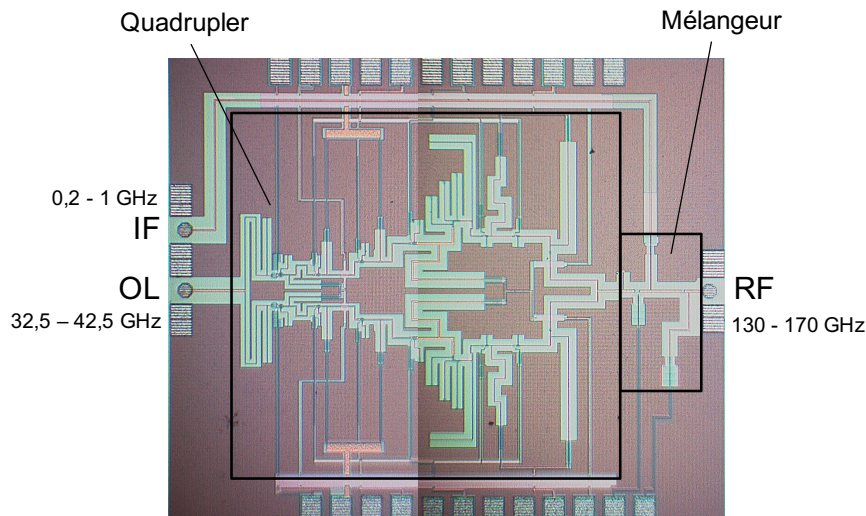 Quadrupler
Mélangeur
0,2 - 1 GHz
IF
OL
32,5 – 42,5 GHz
RF
130 - 170 GHz